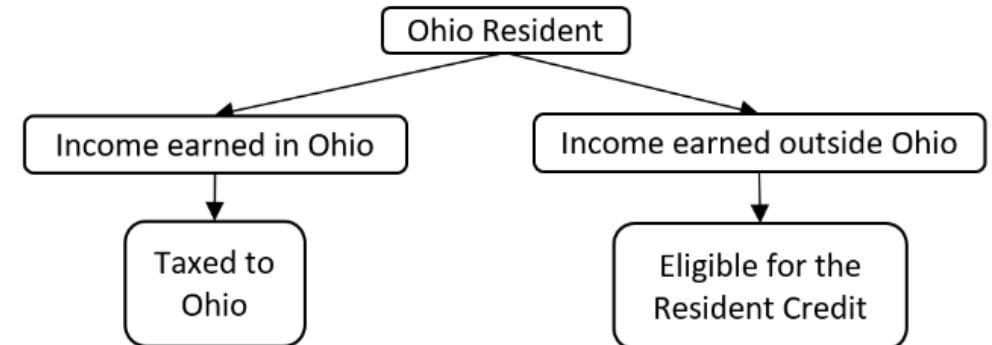 Ohio Resident
Income earned in Ohio
Income earned outside Ohio
Taxed to
Ohio
Eligible for the
Resident Credit